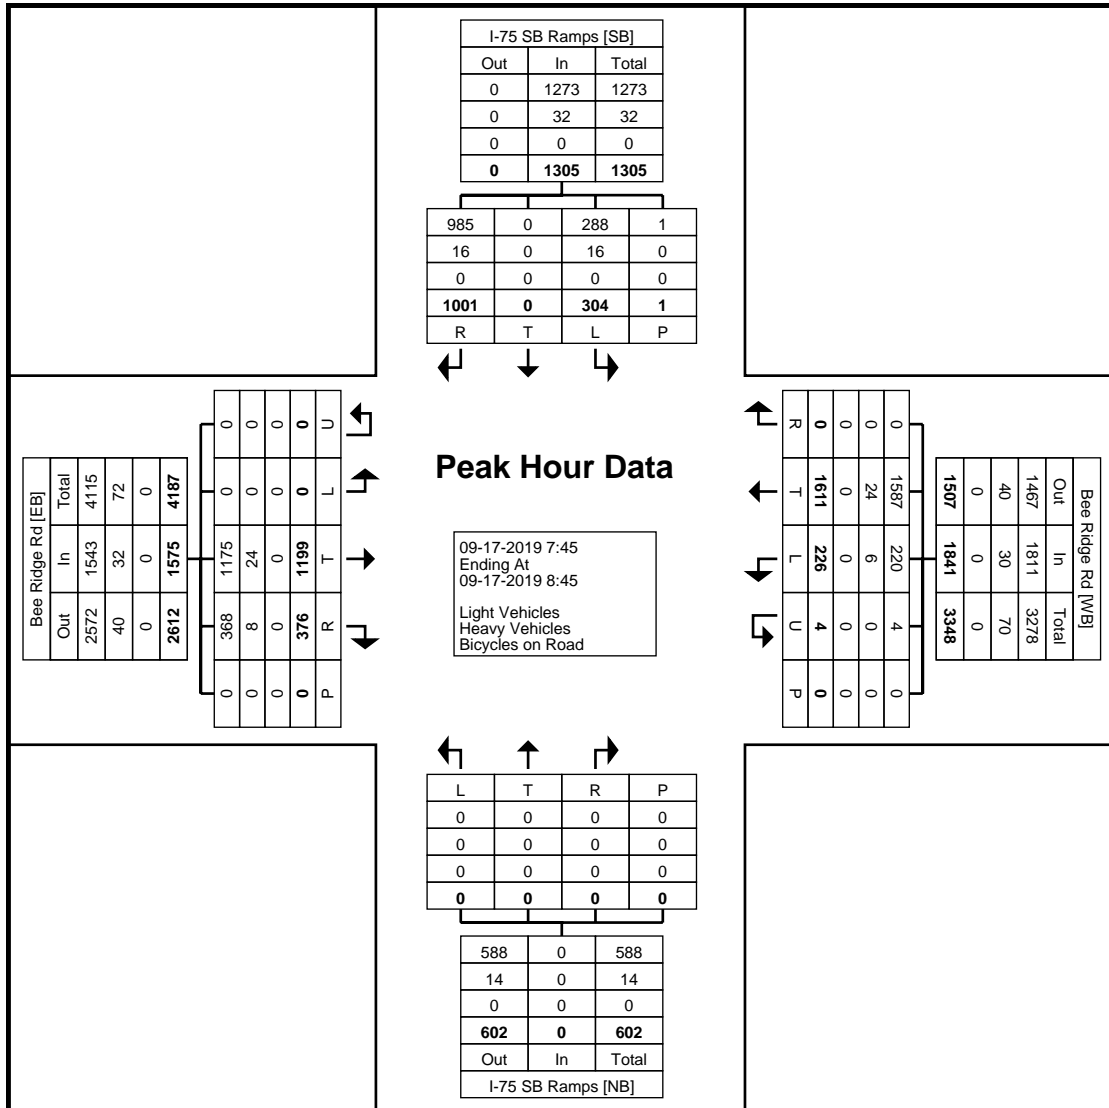 I-75 SB Ramps [SB]
Out In Total
0 1273 1273
0 32 32
0 0 0
0 1305 1305
985 0 288 1
16 0 16 0
0 0 0 0
1001 0 304 1
R T L P
Bee Ridge Rd [EB]
Total In Out
4115 1543 2572
72 32 40
0 0 0
4187 1575 2612
0 0 1175 368 0
0 0 24 8 0
0 0 0 0 0
0 0 1199 376 0
U L T R P
Peak Hour Data
09-17-2019 7:45
Ending At
09-17-2019 8:45
Light Vehicles
Heavy Vehicles
Bicycles on Road
Bee Ridge Rd [WB]
Out In Total
1467 1811 3278
40 30 70
0 0 0
1507 1841 3348
0 1587 220 4 0
0 24 6 0 0
0 0 0 0 0
0 1611 226 4 0
R T L U P
L T R P
0 0 0 0
0 0 0 0
0 0 0 0
0 0 0 0
588 0 588
14 0 14
0 0 0
602 0 602
Out In Total
I-75 SB Ramps [NB]